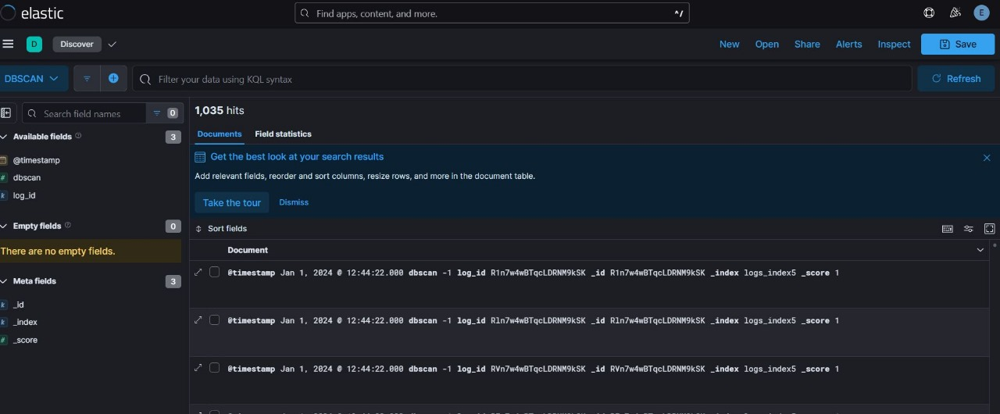 elastic
Find apps, content, and more.
^/
E
D
Discover
New
Open
Share
Alerts
Inspect
Save
DBSCAN
Filter your data using KQL syntax
Refresh
Search field names
0
1,035 hits
Available fields
3
Documents
Field statistics
@timestamp
dbscan
log_id
Get the best look at your search results
Add relevant fields, reorder and sort columns, resize rows, and more in the document table.
Take the tour
Dismiss
Empty fields
0
There are no empty fields.
Sort fields
Document
Meta fields
3
_id
_index
_score
@timestamp Jan 1, 2024 @ 12:44:22.000 dbscan -1 log_id R1n7w4wBTqcLDRNM9kSK _id R1n7w4wBTqcLDRNM9kSK _index logs_index5 _score 1
@timestamp Jan 1, 2024 @ 12:44:22.000 dbscan -1 log_id Rln7w4wBTqcLDRNM9kSK _id Rln7w4wBTqcLDRNM9kSK _index logs_index5 _score 1
@timestamp Jan 1, 2024 @ 12:44:22.000 dbscan -1 log_id RVn7w4wBTqcLDRNM9kSK _id RVn7w4wBTqcLDRNM9kSK _index logs_index5 _score 1